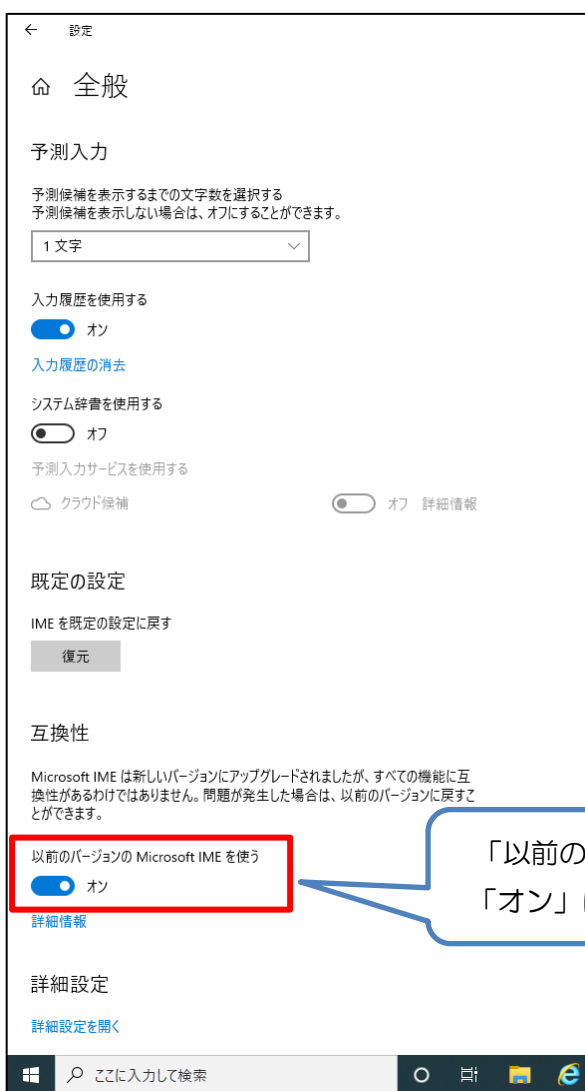 ← 設定
全般
予測入力
予測候補を表示するまでの文字数を選択する
予測候補を表示しない場合は、オフにすることができます。
1 文字
入力履歴を使用する
オン
入力履歴の消去
システム辞書を使用する
オフ
予測入力サービスを使用する
クラウド候補 オフ 詳細情報
既定の設定
IME を既定の設定に戻す
復元
互換性
Microsoft IME は新しいバージョンにアップグレードされましたが、すべての機能に互
換性があるわけではありません。問題が発生した場合は、以前のバージョンに戻すこ
とができます。
以前のバージョンの Microsoft IME を使う
オン
「以前の
「オン」
詳細情報
詳細設定
詳細設定を開く
ここに入力して検索